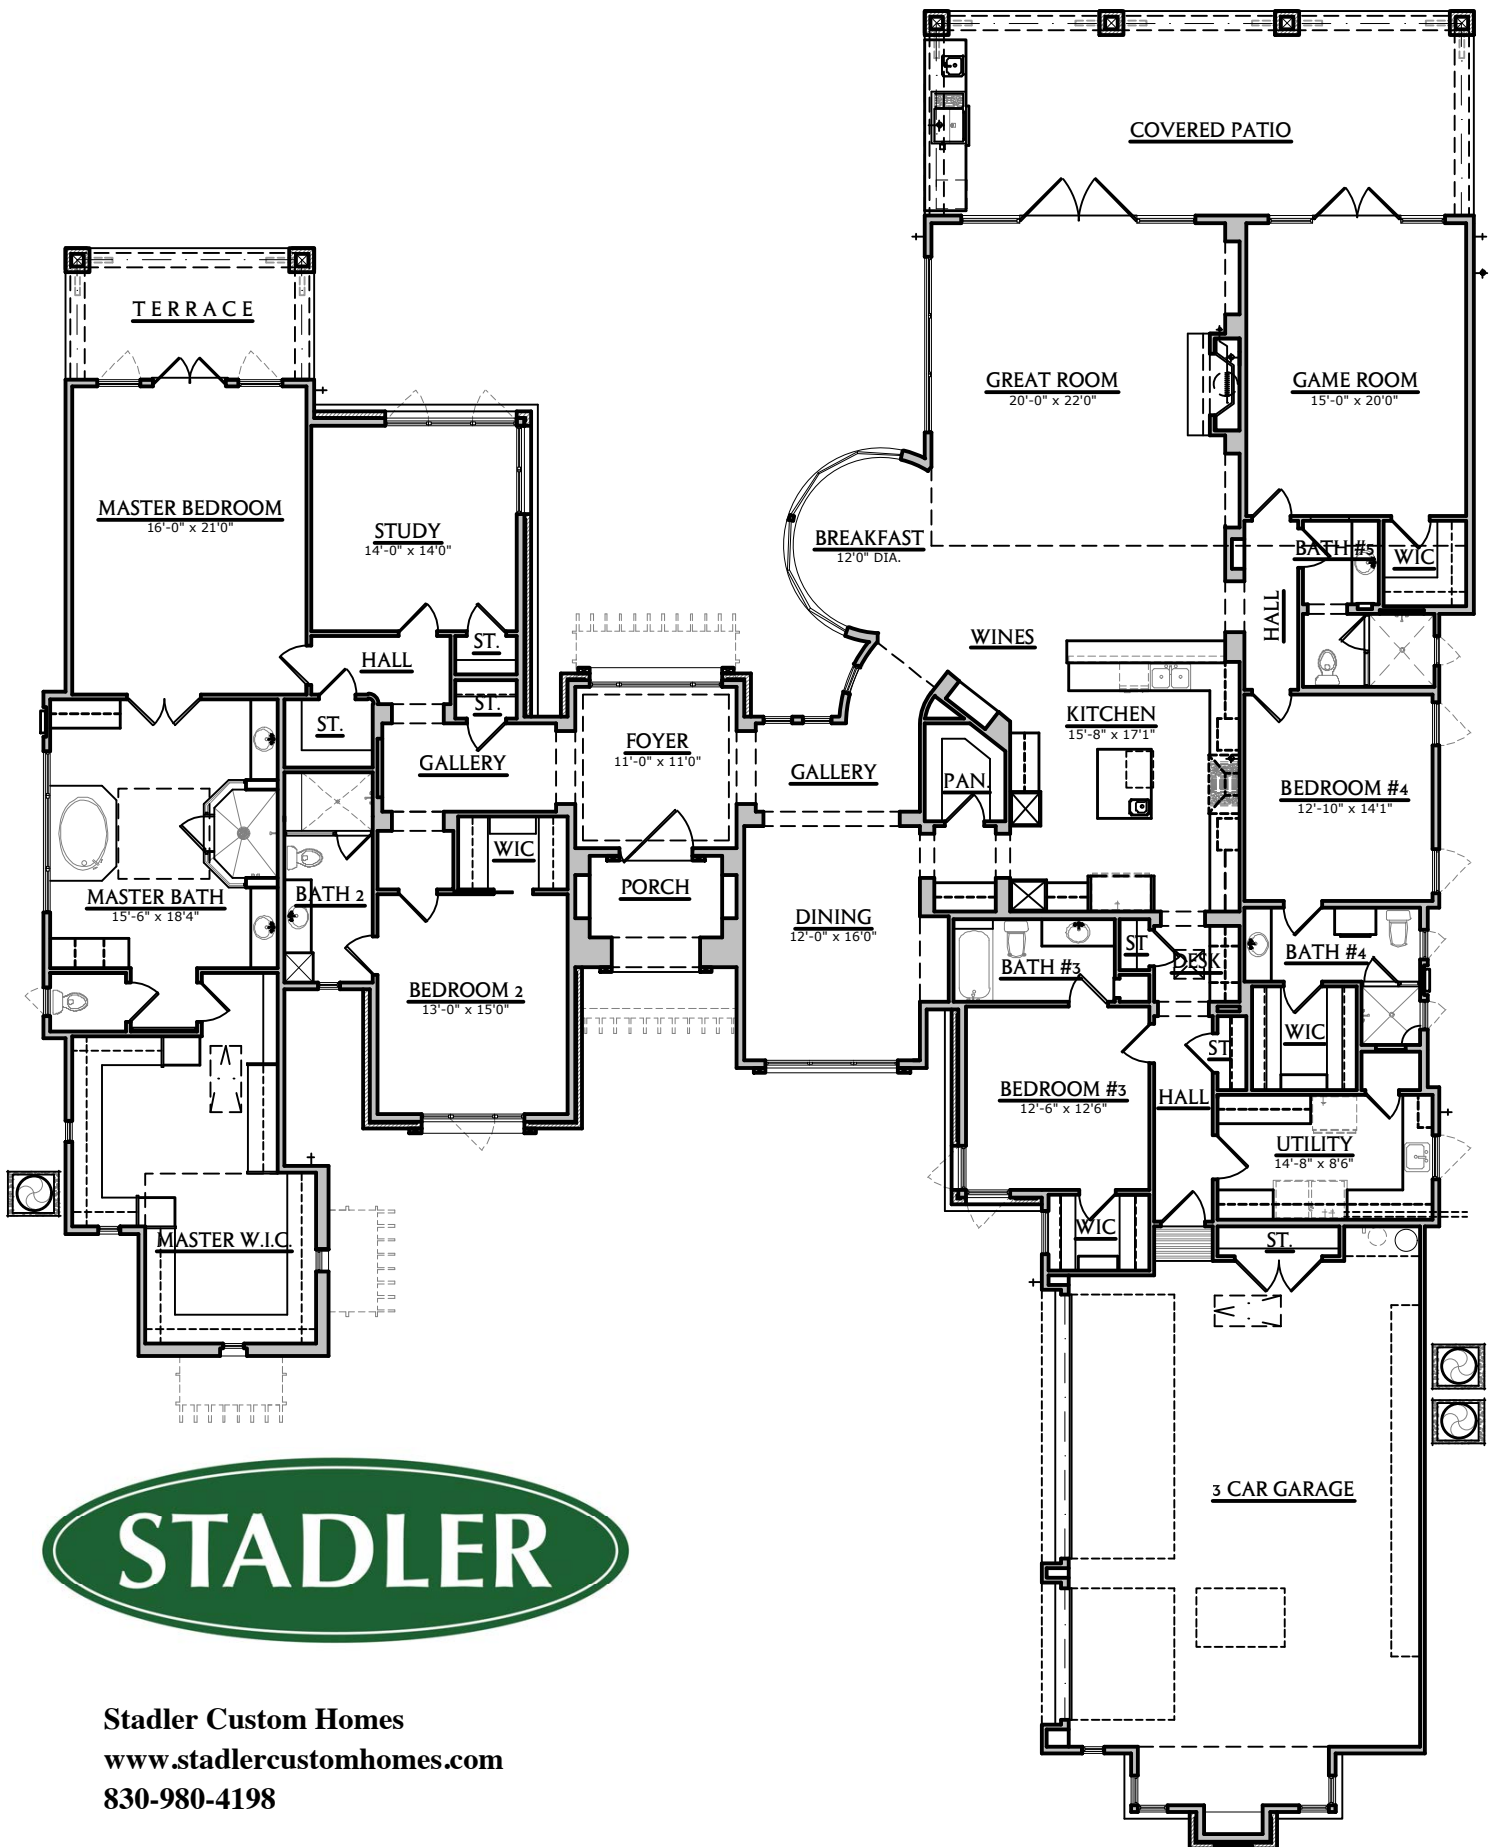 COVERED PATIO
TERRACE
GREAT ROOM
20'-0" x 22'0"
GAME ROOM
15'-0" x 20'0"
MASTER BEDROOM
16'-0" x 21'0"
STUDY
14'-0" x 14'0"
BREAKFAST
12'0" DIA.
BATH #5
WIC
HALL
WINES
ST.
HALL
ST.
ST.
KITCHEN
15'-8" x 17'1"
FOYER
11'-0" x 11'0"
GALLERY
GALLERY
PAN.
BEDROOM #4
12'-10" x 14'1"
WIC
MASTER BATH
15'-6" x 18'4"
BATH 2
PORCH
DINING
12'-0" x 16'0"
BATH #3
ST
DESK
BATH #4
BEDROOM 2
13'-0" x 15'0"
WIC
ST
BEDROOM #3
12'-6" x 12'6"
HALL
UTILITY
14'-8" x 8'6"
WIC
ST.
MASTER W.I.C.
3 CAR GARAGE
STADLER
Stadler Custom Homes
www.stadlercustomhomes.com
830-980-4198